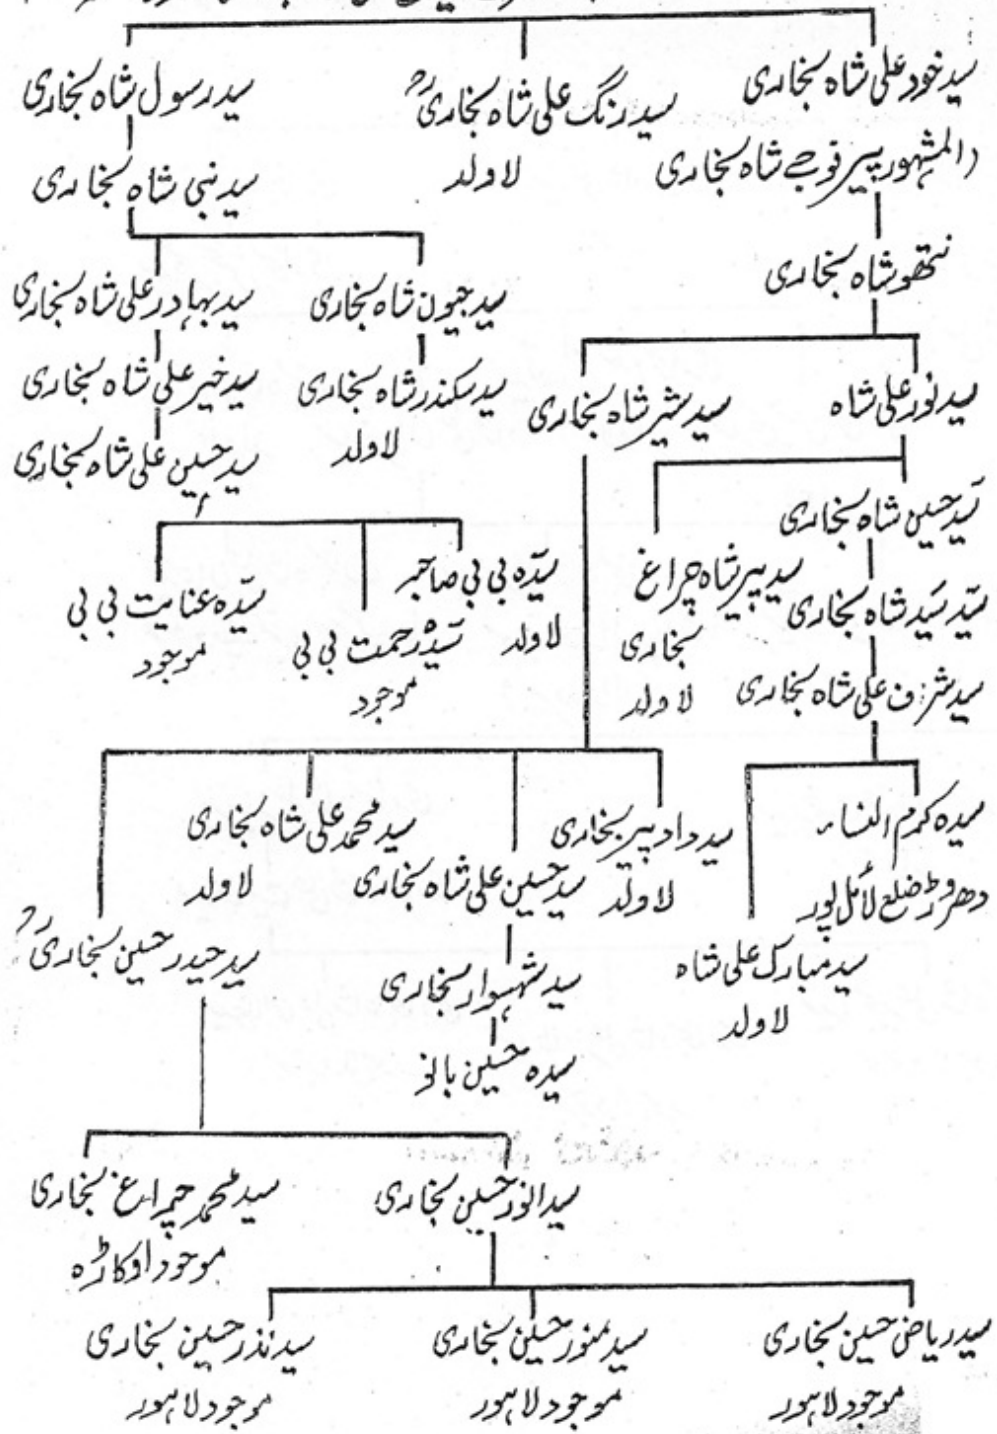 سید خود علی شاہ بخاری
(المشہور پیر فوجے شاہ بخاری
سید رنگ علی شاہ بخاریؒ
لاولد
سید رسول شاہ بخاری
سید نبی شاہ بخاری
نتھو شاہ بخاری
سید جیون شاہ بخاری
سید بہادر علی شاہ بخاری
سید نور علی شاہ
سید شیر شاہ بخاری
سید سکندر شاہ بخاری
لاولد
سید خیر علی شاہ بخاری
سید حسین علی شاہ بخاری
سید حسین شاہ بخاری
سید پیر شاہ چراغ
بخاری
لاولد
سید سید شاہ بخاری
سید شرف علی شاہ بخاری
سیدہ بی بی صاحبہ
لاولد
سیدہ رحمت بی بی
موجود
سیدہ عنایت بی بی
موجود
سیدہ کرم النساء
دھروڑ ضلع لائل پور
سید مبارک علی شاہ
لاولد
سید داد پیر بخاری
لاولد
سید حسین علی شاہ بخاری
سید محمد علی شاہ بخاری
لاولد
سید حیدر حسین بخاریؒ
سید شہسوار بخاری
سیدہ حسین بانو
سید انور حسین بخاری
سید محمد چراغ بخاری
موجود اوکاڑہ
سید ریاض حسین بخاری
موجود لاہور
سید منور حسین بخاری
موجود لاہور
سید نذر حسین بخاری
موجود لاہور